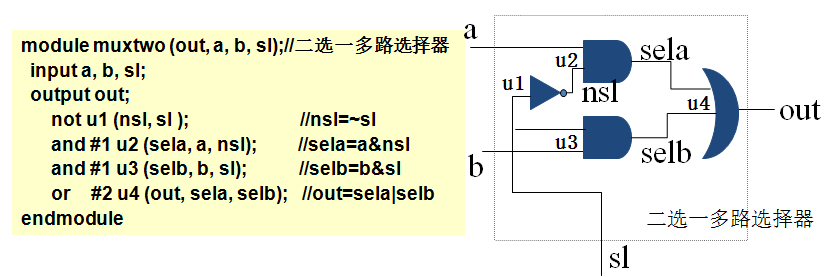 module muxtwo (out, a, b, sl);//二选一多路选择器
input a, b, sl;
output out;
not u1 (nsl, sl ); //nsl=~sl
and #1 u2 (sela, a, nsl); //sela=a&nsl
and #1 u3 (selb, b, sl); //selb=b&sl
or #2 u4 (out, sela, selb); //out=sela|selb
endmodule
a
u2
sela
u1
nsl
u4
out
u3
b
selb
二选一多路选择器
sl